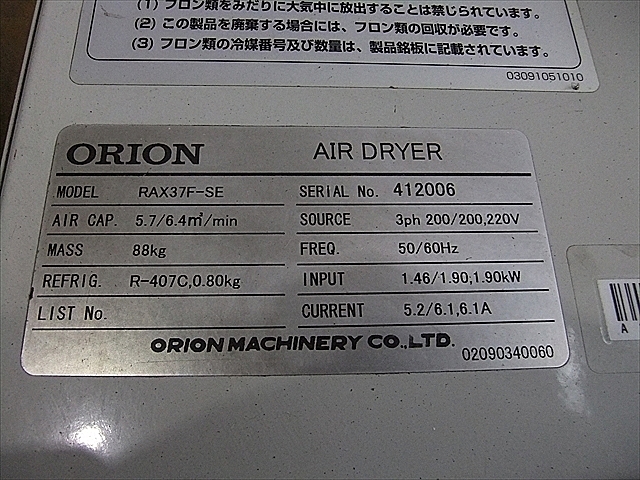 (1) フロン類をみだりに大気中に放出することは禁じられています。
(2) この製品を廃棄する場合には、フロン類の回収が必要です。
(3) フロン類の冷媒番号及び数量は、製品銘板に記載されています。
03091051010
ORION AIR DRYER
MODEL RAX37F-SE SERIAL No. 412006
AIR CAP. 5.7/6.4㎥/min SOURCE 3ph 200/200,220V
MASS 88kg FREQ. 50/60Hz
REFRIG. R-407C,0.80kg INPUT 1.46/1.90,1.90kW
LIST No. CURRENT 5.2/6.1,6.1A
ORION MACHINERY CO.,LTD. 02090340060
A